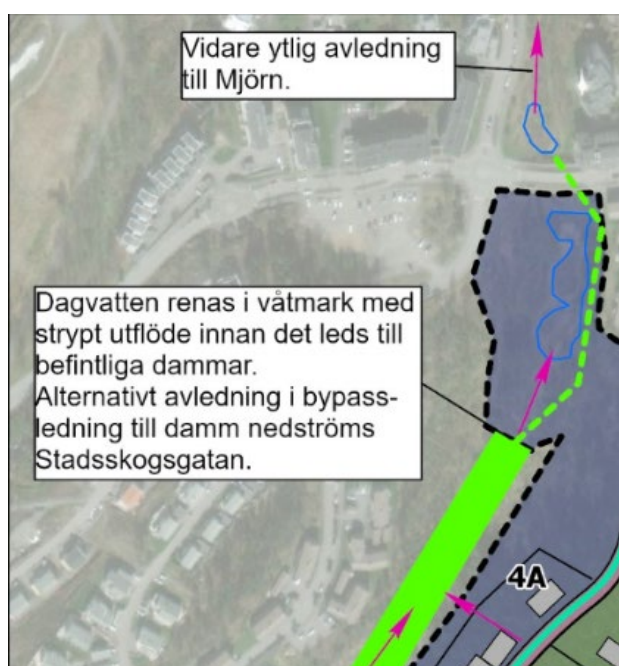 Vidare ytlig avledning
till Mjörn.
Dagvatten renas i våtmark med
strypt utflöde innan det leds till
befintliga dammar.
Alternativt avledning i bypass-
ledning till damm nedströms
Stadsskogsgatan.
4A